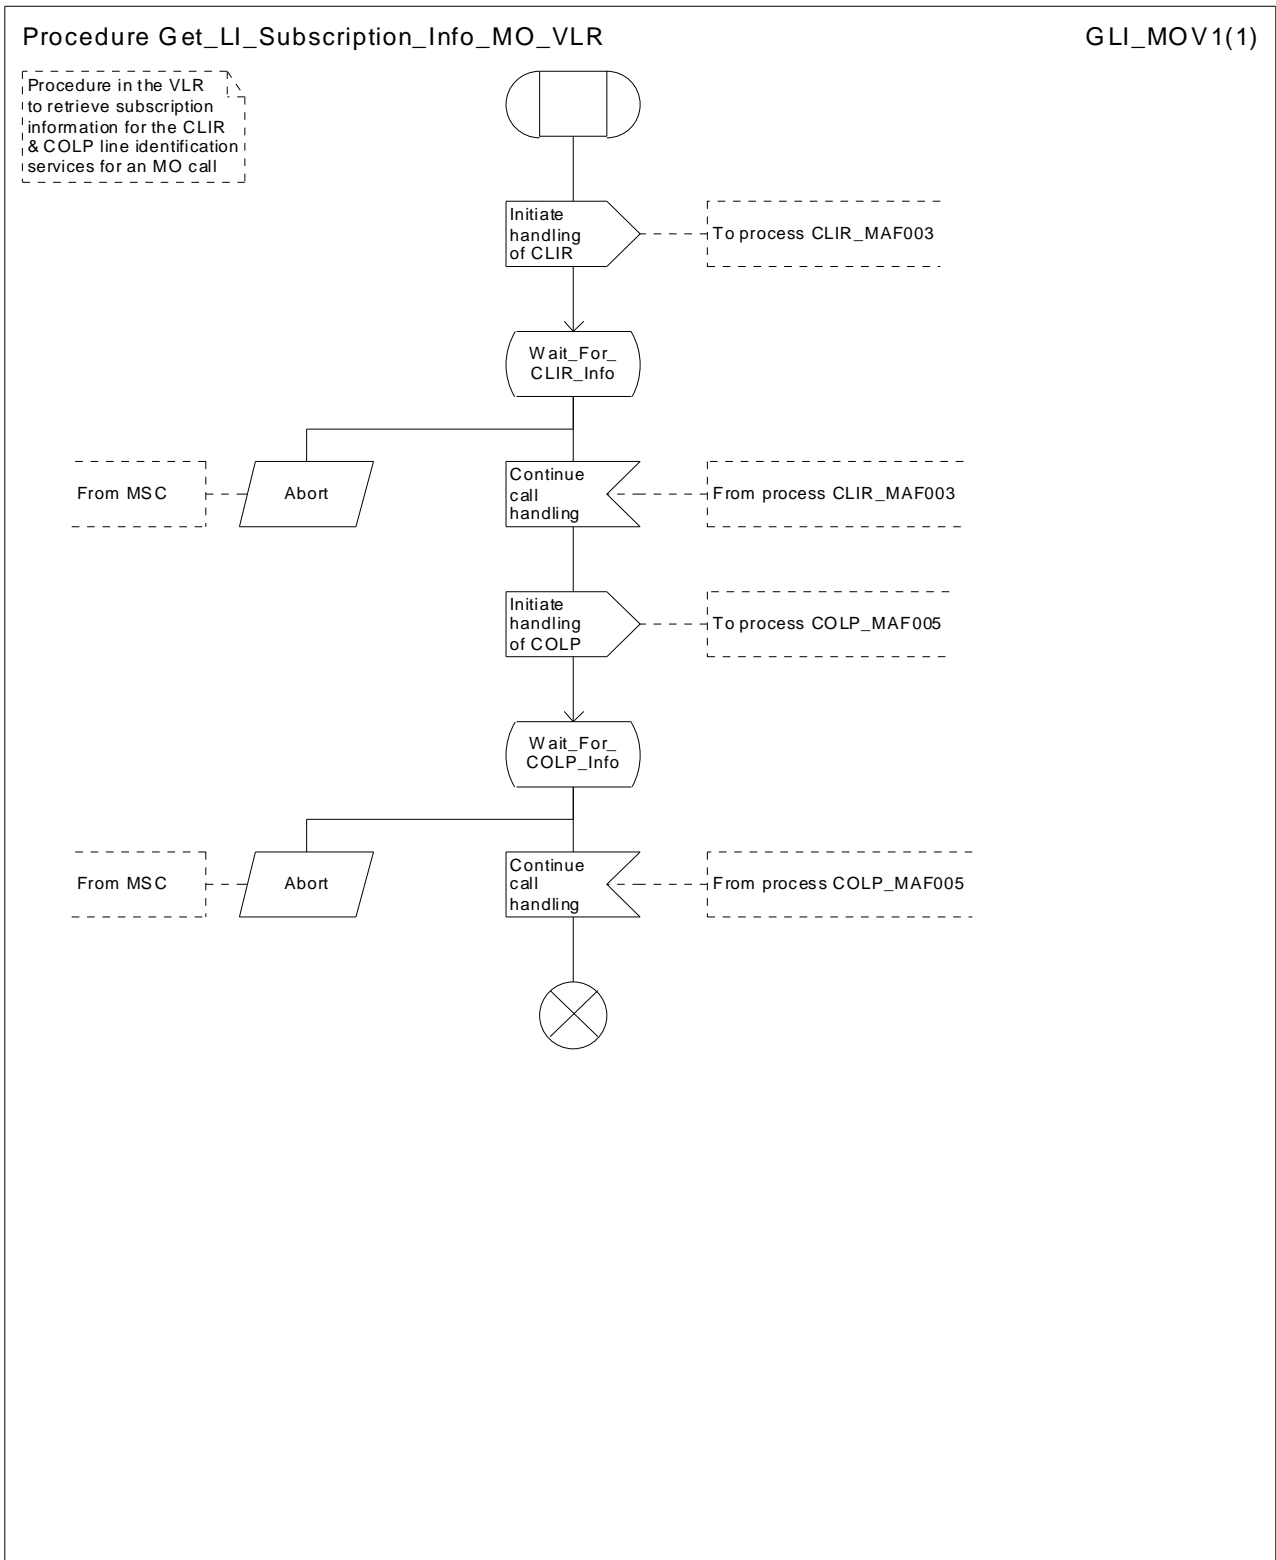 Procedure Get_LI_Subscription_Info_MO_VLR
GLI_MOV1(1)
Procedure in the VLR
to retrieve subscription
information for the CLIR
& COLP line identification
services for an MO call
Initiate
handling
of CLIR
To process CLIR_MAF003
Wait_For_
CLIR_Info
From MSC
Abort
Continue
call
handling
From process CLIR_MAF003
Initiate
handling
of COLP
To process COLP_MAF005
Wait_For_
COLP_Info
From MSC
Abort
Continue
call
handling
From process COLP_MAF005